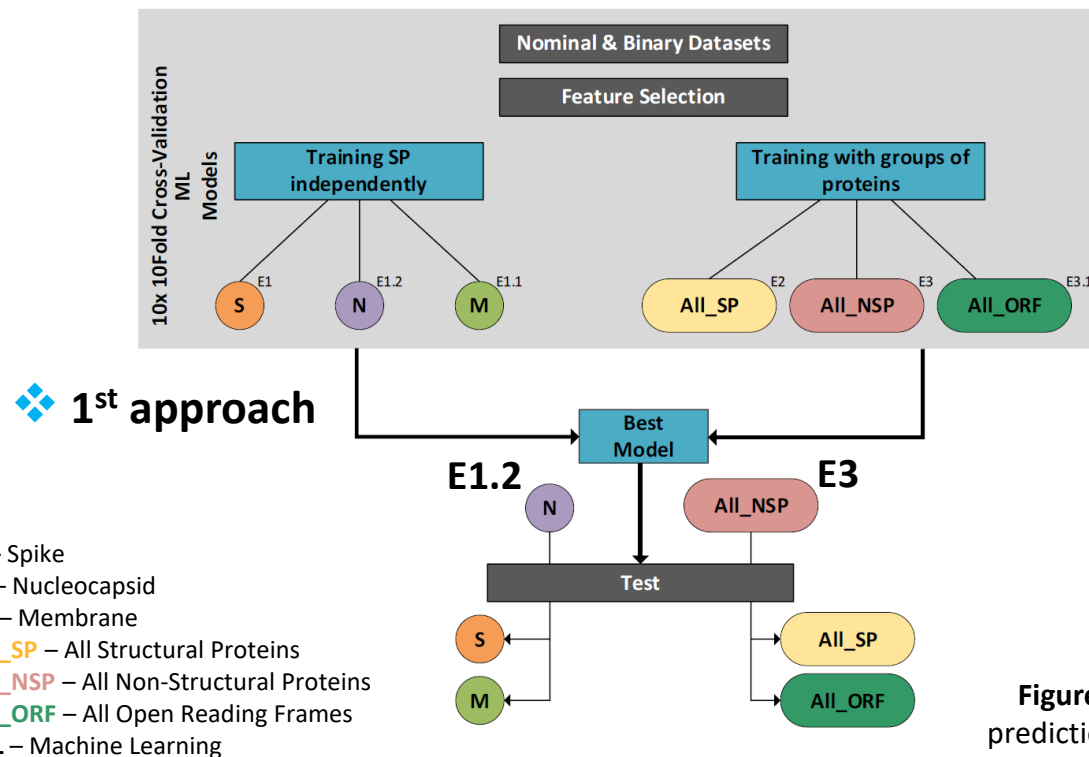 Nominal & Binary Datasets
Feature Selection
10x 10Fold Cross-Validation
ML
Models
Training SP
independently
Training with groups of
proteins
S
E1
N
E1.2
M
E1.1
All_SP
E2
All_NSP
E3
All_ORF
E3.1
1st approach
Best
Model
E1.2
E3
N
All_NSP
Test
S
All_SP
M
All_ORF
– Spike
– Nucleocapsid
– Membrane
_SP – All Structural Proteins
_NSP – All Non-Structural Proteins
_ORF – All Open Reading Frames
– Machine Learning
Figure